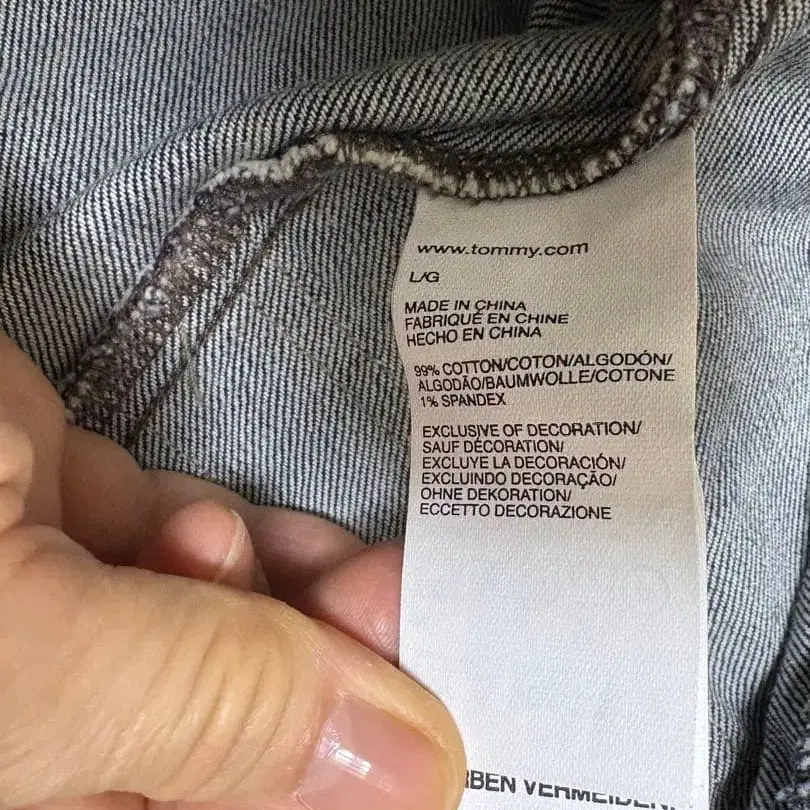 www.tommy.com
L/G
MADE IN CHINA
FABRIQUÉ EN CHINE
HECHO EN CHINA
99% COTTON/COTON/ALGODÓN/
ALGODÃO/BAUMWOLLE/COTONE
1% SPANDEX
EXCLUSIVE OF DECORATION/
SAUF DÉCORATION/
EXCLUYE LA DECORACIÓN/
EXCLUINDO DECORAÇÃO/
OHNE DEKORATION/
ECCETTO DECORAZIONE
VERMEIDEN